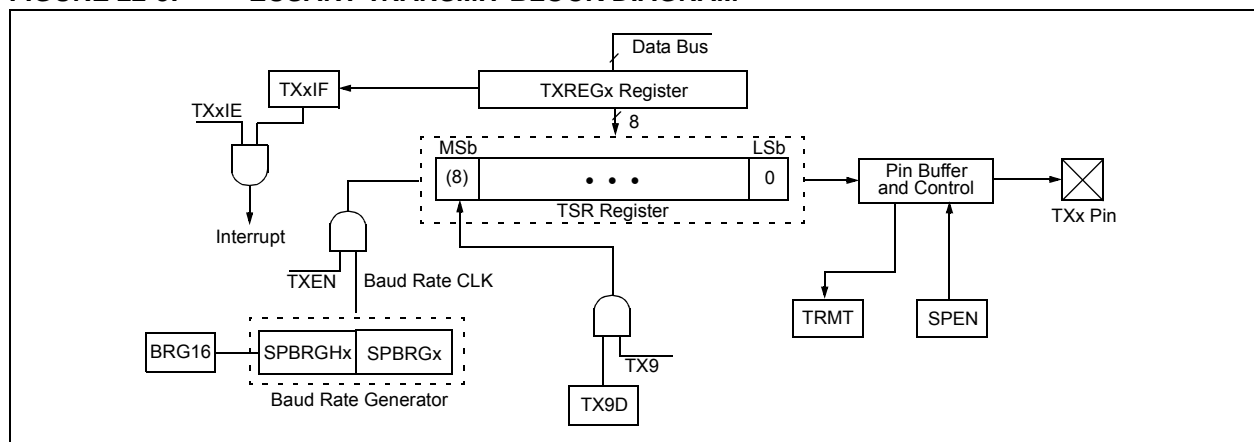 Data Bus
TXREGx Register
TXxIF
TXxIE
8
MSb
LSb
(8)
• • •
0
TSR Register
Pin Buffer
and Control
TXx Pin
Interrupt
TXEN
Baud Rate CLK
TRMT
SPEN
BRG16
SPBRGHx
SPBRGx
TX9
Baud Rate Generator
TX9D